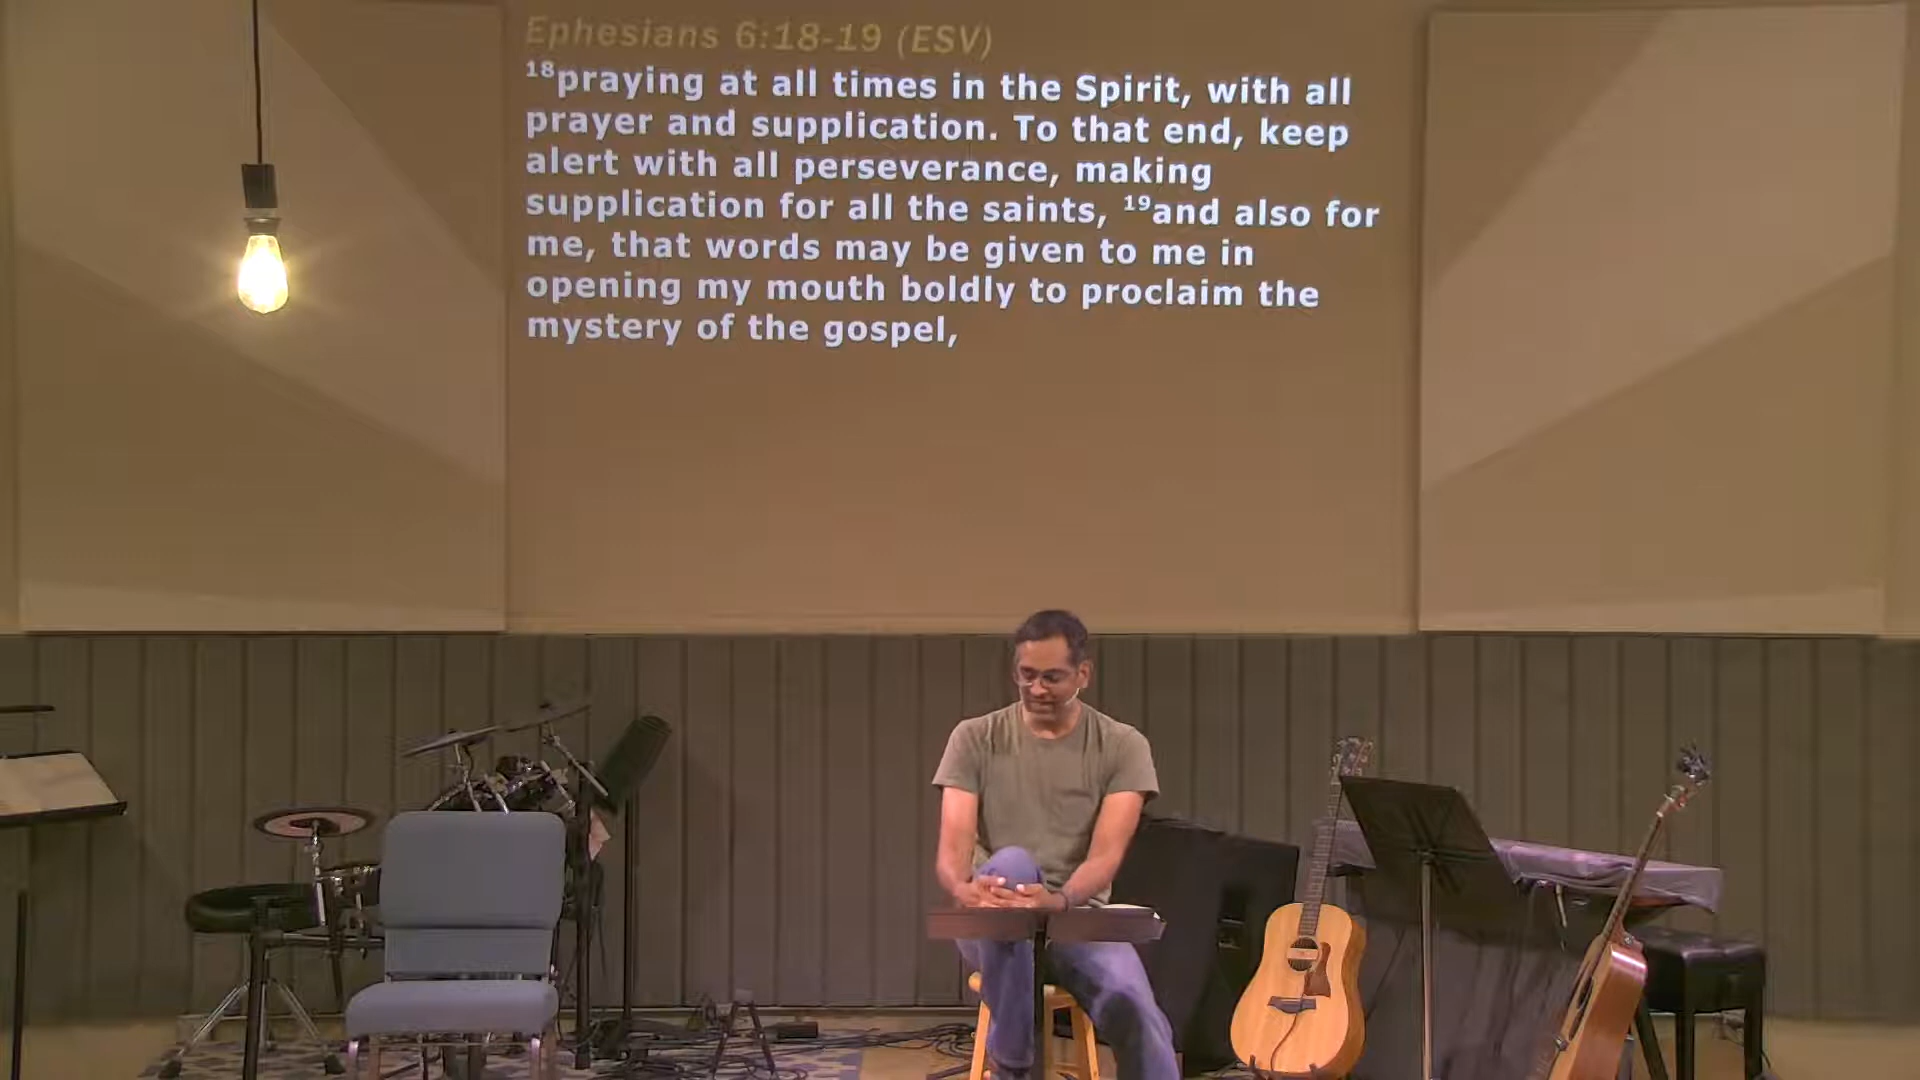 Ephesians 6:18-19 (ESV)
¹⁸praying at all times in the Spirit, with all
prayer and supplication. To that end, keep
alert with all perseverance, making
supplication for all the saints, ¹⁹and also for
me, that words may be given to me in
opening my mouth boldly to proclaim the
mystery of the gospel,